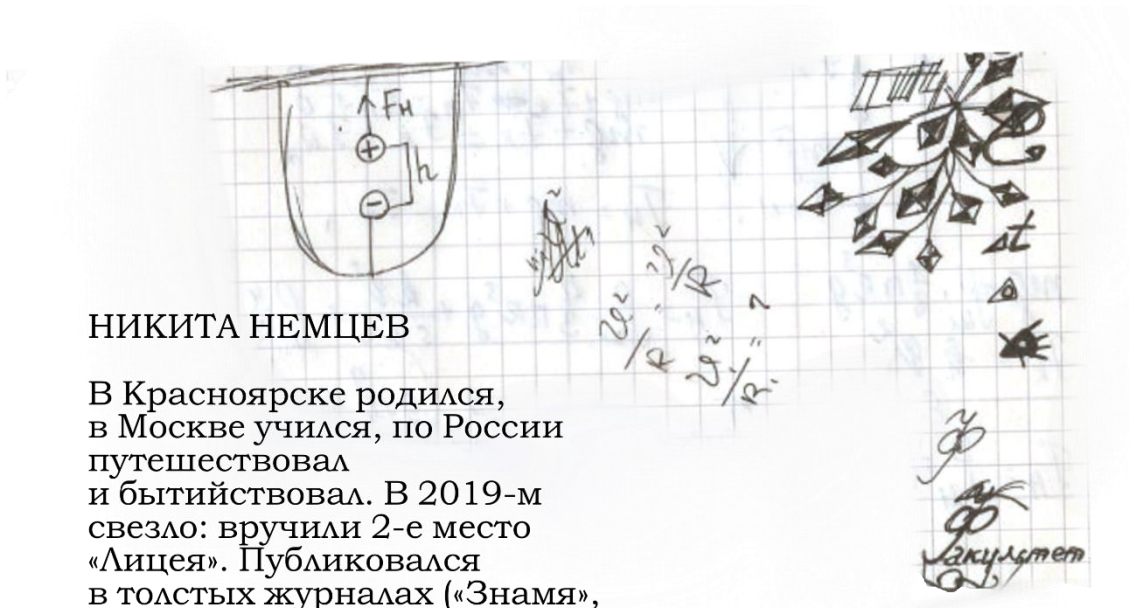 Fн
h
t
НИКИТА НЕМЦЕВ
В Красноярске родился,
в Москве учился, по России
путешествовал
и бытийствовал. В 2019-м
свезло: вручили 2-е место
«Лицея». Публиковался
в толстых журналах («Знамя»,
факультет